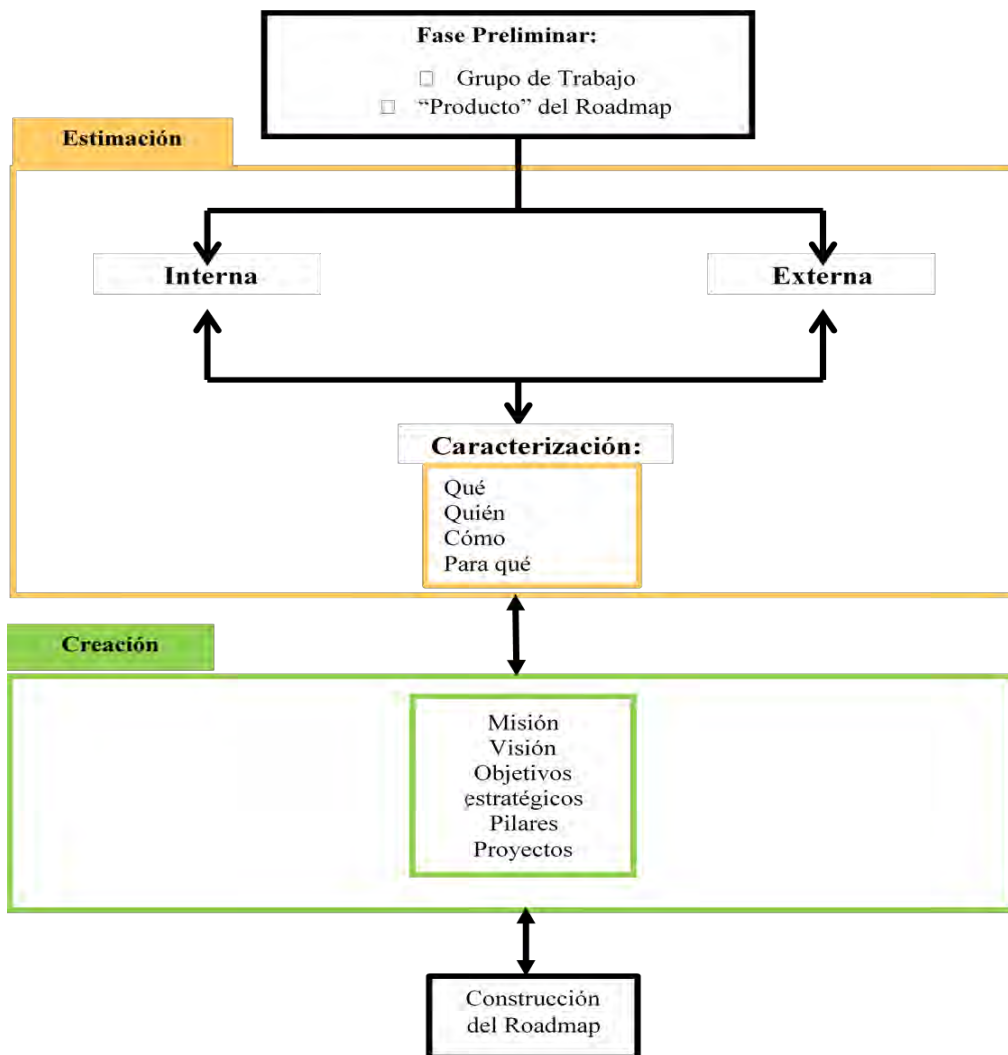 Fase Preliminar:
Grupo de Trabajo
“Producto” del Roadmap
Estimación
Interna
Externa
Caracterización:
Qué
Quién
Cómo
Para qué
Creación
Misión
Visión
Objetivos
estratégicos
Pilares
Proyectos
Construcción
del Roadmap